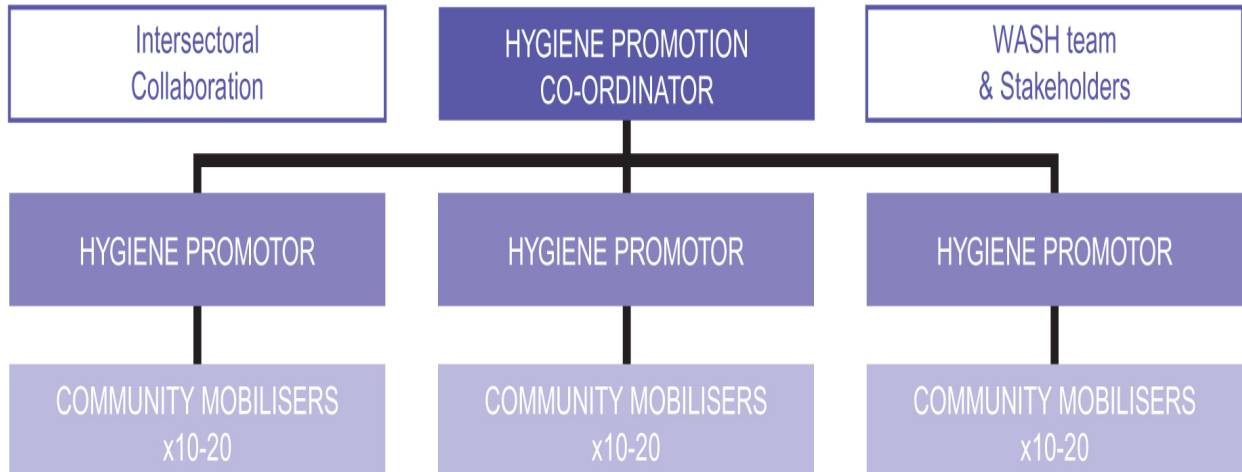 Intersectoral
Collaboration
HYGIENE PROMOTION
CO-ORDINATOR
WASH team
& Stakeholders
HYGIENE PROMOTOR
HYGIENE PROMOTOR
HYGIENE PROMOTOR
COMMUNITY MOBILISERS
x10-20
COMMUNITY MOBILISERS
x10-20
COMMUNITY MOBILISERS
x10-20